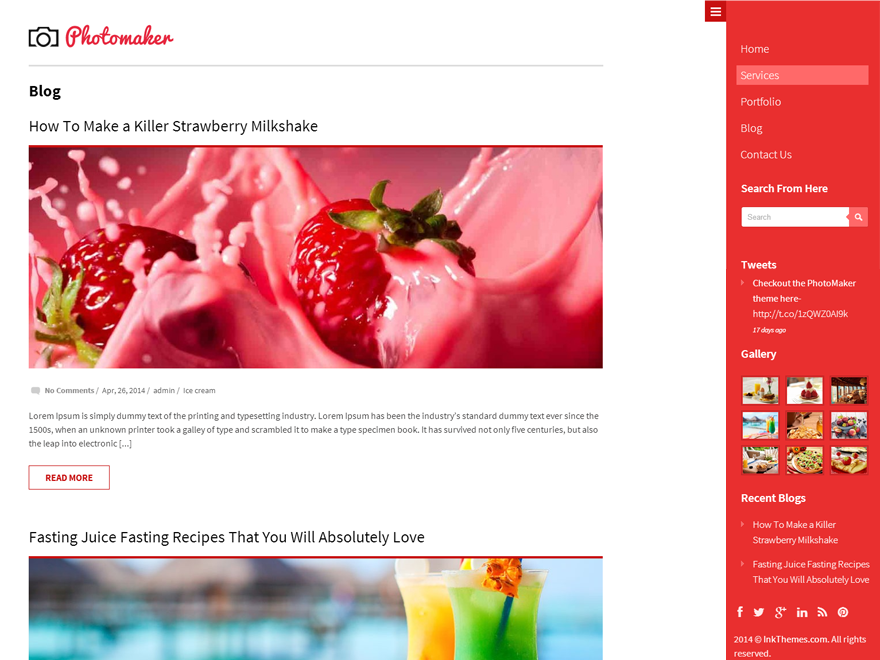 Photomaker
Blog
How To Make a Killer Strawberry Milkshake
No Comments / Apr, 26, 2014 / admin / Ice cream
Lorem Ipsum is simply dummy text of the printing and typesetting industry. Lorem Ipsum has been the industry's standard dummy text ever since the
1500s, when an unknown printer took a galley of type and scrambled it to make a type specimen book. It has survived not only five centuries, but also
the leap into electronic [...]
READ MORE
Fasting Juice Fasting Recipes That You Will Absolutely Love
Home
Services
Portfolio
Blog
Contact Us
Search From Here
Search
Tweets
Checkout the PhotoMaker
theme here-
http://t.co/1zQWZ0AI9k
17 days ago
Gallery
Recent Blogs
How To Make a Killer
Strawberry Milkshake
Fasting Juice Fasting Recipes
That You Will Absolutely Love
2014 © InkThemes.com. All rights
reserved.